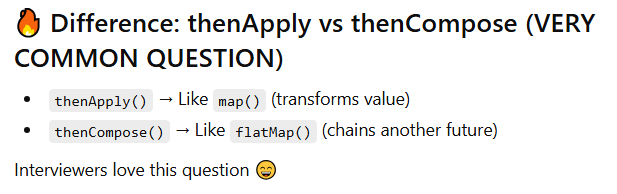 🔥 Difference: thenApply vs thenCompose (VERY
COMMON QUESTION)
• thenApply() → Like map() (transforms value)
• thenCompose() → Like flatMap() (chains another future)
Interviewers love this question 😄